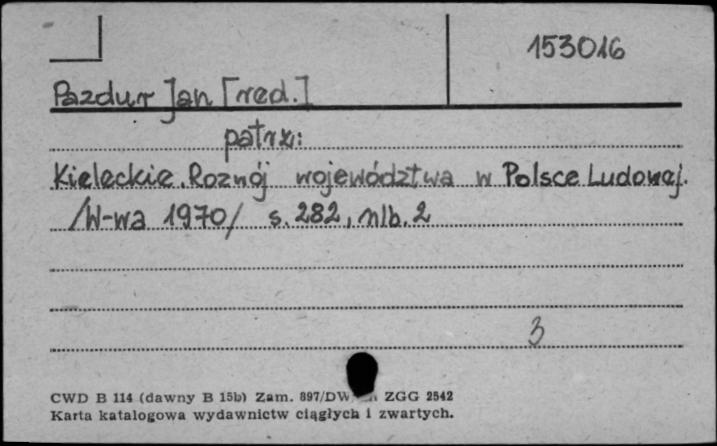 153016
Pazdur Jan [red.]
patrz:
Kieleckie. Rozwój województwa w Polsce Ludowej.
/W-wa 1970/ s. 282, nlb. 2
3
CWD B 114 (dawny B 15b) Zam. 897/DW ZGG 2542
Karta katalogowa wydawnictw ciągłych i zwartych.